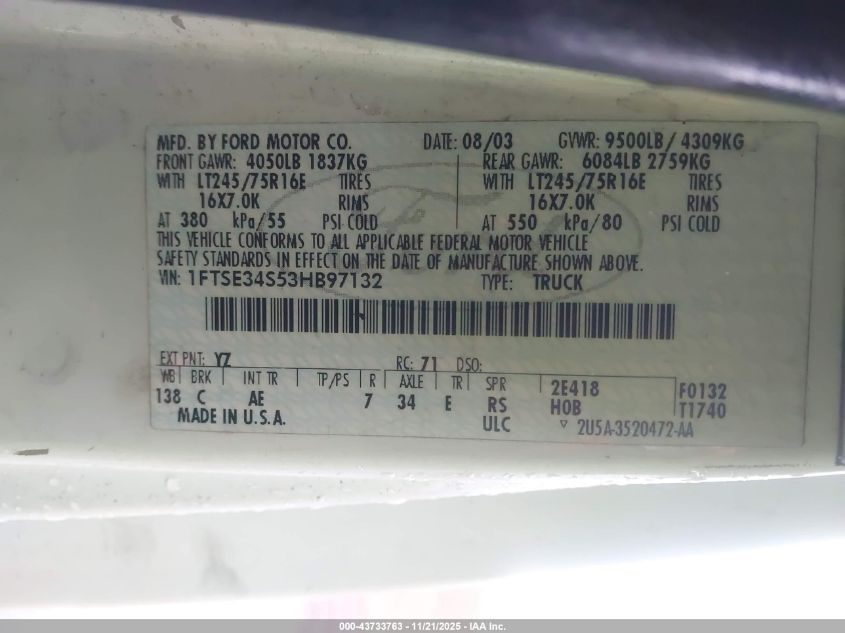 MFD. BY FORD MOTOR CO. DATE: 08/03 GVWR: 9500LB/ 4309KG
FRONT GAWR: 4050LB 1837KG REAR GAWR: 6084LB 2759KG
WITH LT245/75R16E TIRES WITH LT245/75R16E TIRES
16X7.0K RIMS 16X7.0K RIMS
AT 380 kPa/55 PSI COLD AT 550 kPa/80 PSI COLD
THIS VEHICLE CONFORMS TO ALL APPLICABLE FEDERAL MOTOR VEHICLE
SAFETY STANDARDS IN EFFECT ON THE DATE OF MANUFACTURE SHOWN ABOVE.
VIN: 1FTSE34S53HB97132 TYPE: TRUCK
EXT PNT: YZ RC: 71 DSO:
WB BRK INT TR TP/PS R AXLE TR SPR 2E418 F0132
138 C AE 7 34 E RS H0B T1740
MADE IN U.S.A. ULC ▽ 2U5A-3520472-AA
000-43733763 - 11/21/2025 - IAA Inc.